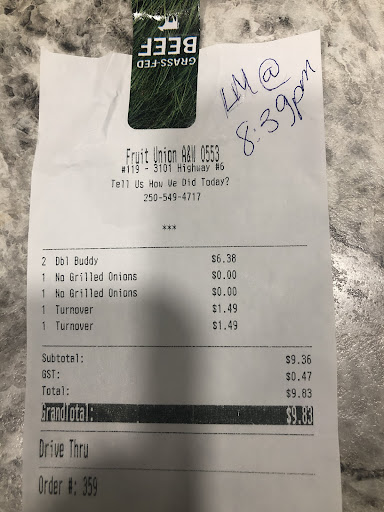 GRASS-FED
BEEF
LM @
8:39pm
Fruit Union A&W 0553
#119 - 3101 Highway #6
Tell Us How We Did Today?
250-549-4717
***
2 Dbl Buddy $6.38
1 No Grilled Onions $0.00
1 No Grilled Onions $0.00
1 Turnover $1.49
1 Turnover $1.49
Subtotal: $9.36
GST: $0.47
Total: $9.83
Grandtotal: $9.83
Drive Thru
Order #: 359